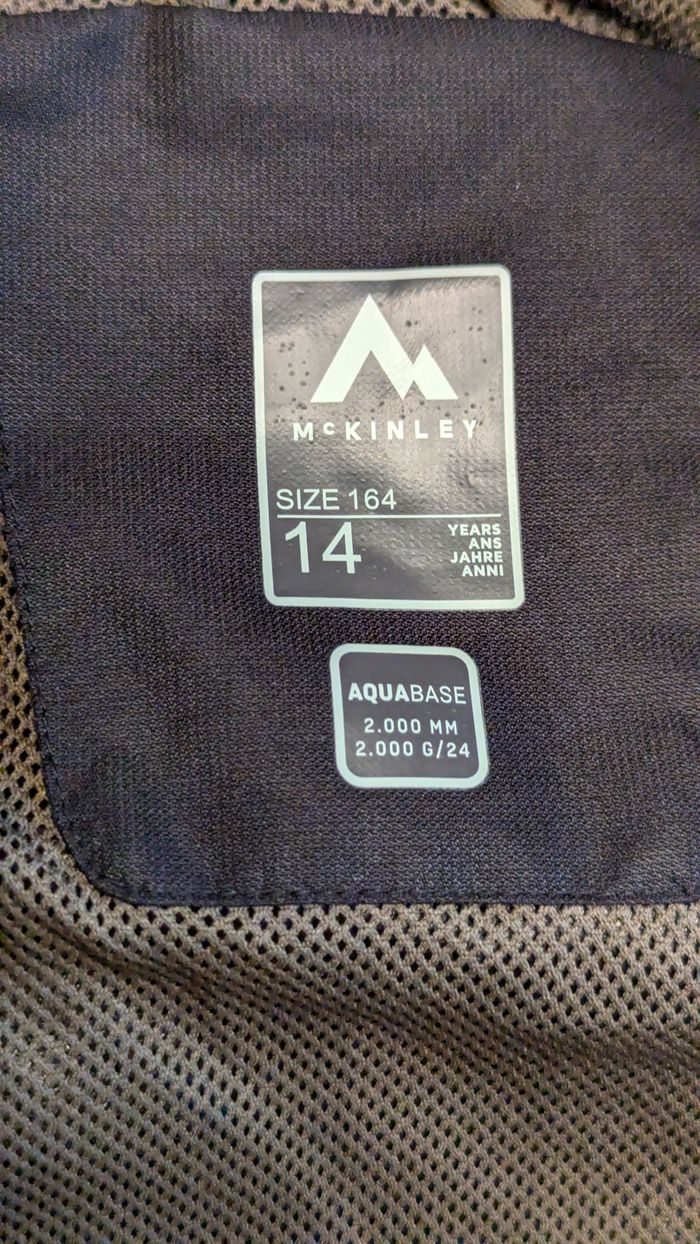 McKINLEY
SIZE 164
14
YEARS
ANS
JAHRE
ANNI
AQUABASE
2.000 MM
2.000 G/24